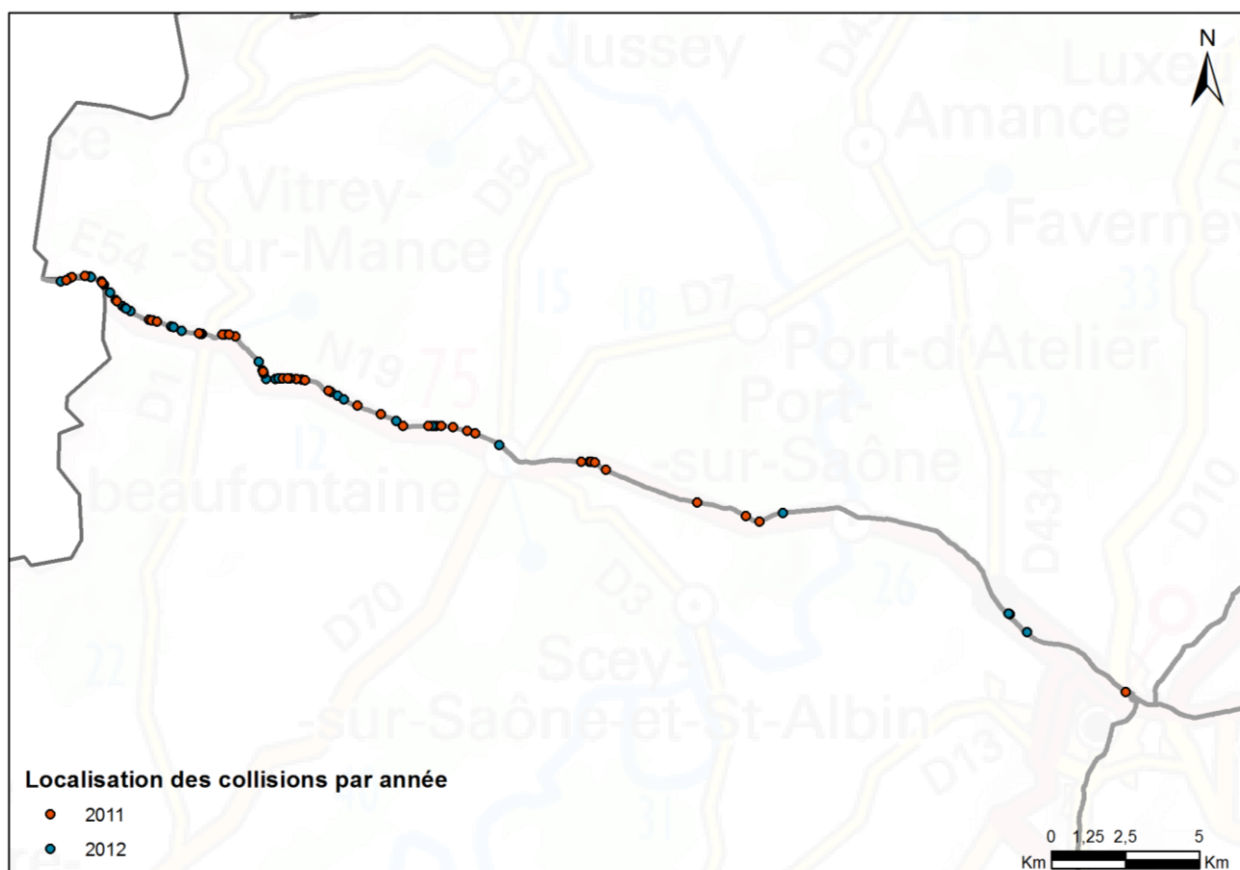 N
Jussey
Amance
D54
Vitrey-
-sur-Mance
Faverney
E54
33
15
18
D7
Port-d'Atelier
N19
75
D1
Port-
-sur-Saône
22
12
beaufontaine
D434
D10
D3
26
D70
22
Scey-
-sur-Saône-et-St-Albin
D13
31
Localisation des collisions par année
2011
2012
0 1,25 2,5 5
Km Km